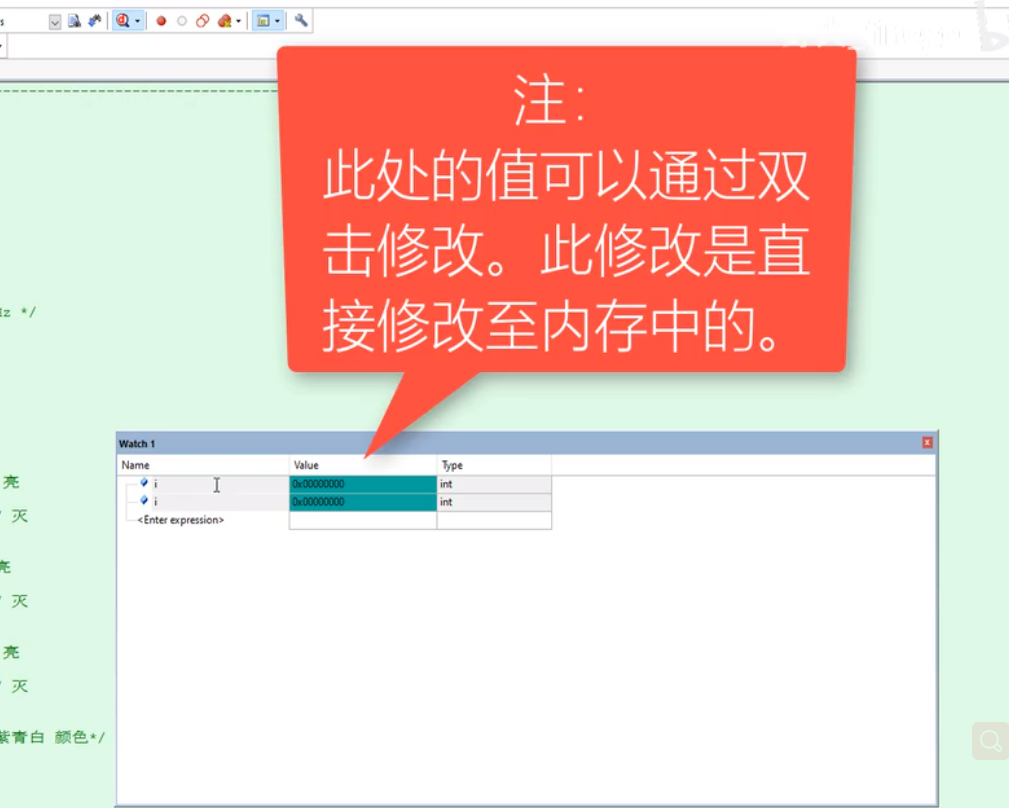 注：
此处的值可以通过双
击修改。此修改是直
接修改至内存中的。
z */
Watch 1
Name Value Type
i 0x00000000 int
i 0x00000000 int
<Enter expression>
亮
灭
亮
灭
亮
灭
紫青白 颜色*/